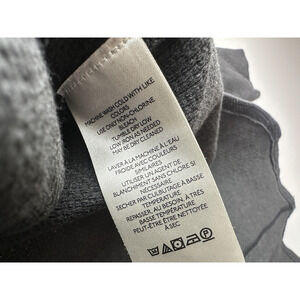 MACHINE WASH COLD WITH LIKE
COLORS
USE ONLY NON-CHLORINE
BLEACH
TUMBLE DRY LOW
LOW IRON AS NEEDED
MAY BE DRY CLEANED
LAVER À LA MACHINE À L'EAU
FROIDE AVEC COULEURS
SIMILAIRES
UTILISER UN AGENT DE
BLANCHIMENT SANS CHLORE SI
NÉCESSAIRE
SÉCHER PAR CULBUTAGE À BASSE
TEMPÉRATURE
REPASSER, AU BESOIN, À TRÈS
BASSE TEMPÉRATURE
PEUT-ÊTRE ÊTRE NETTOYÉE
À SEC